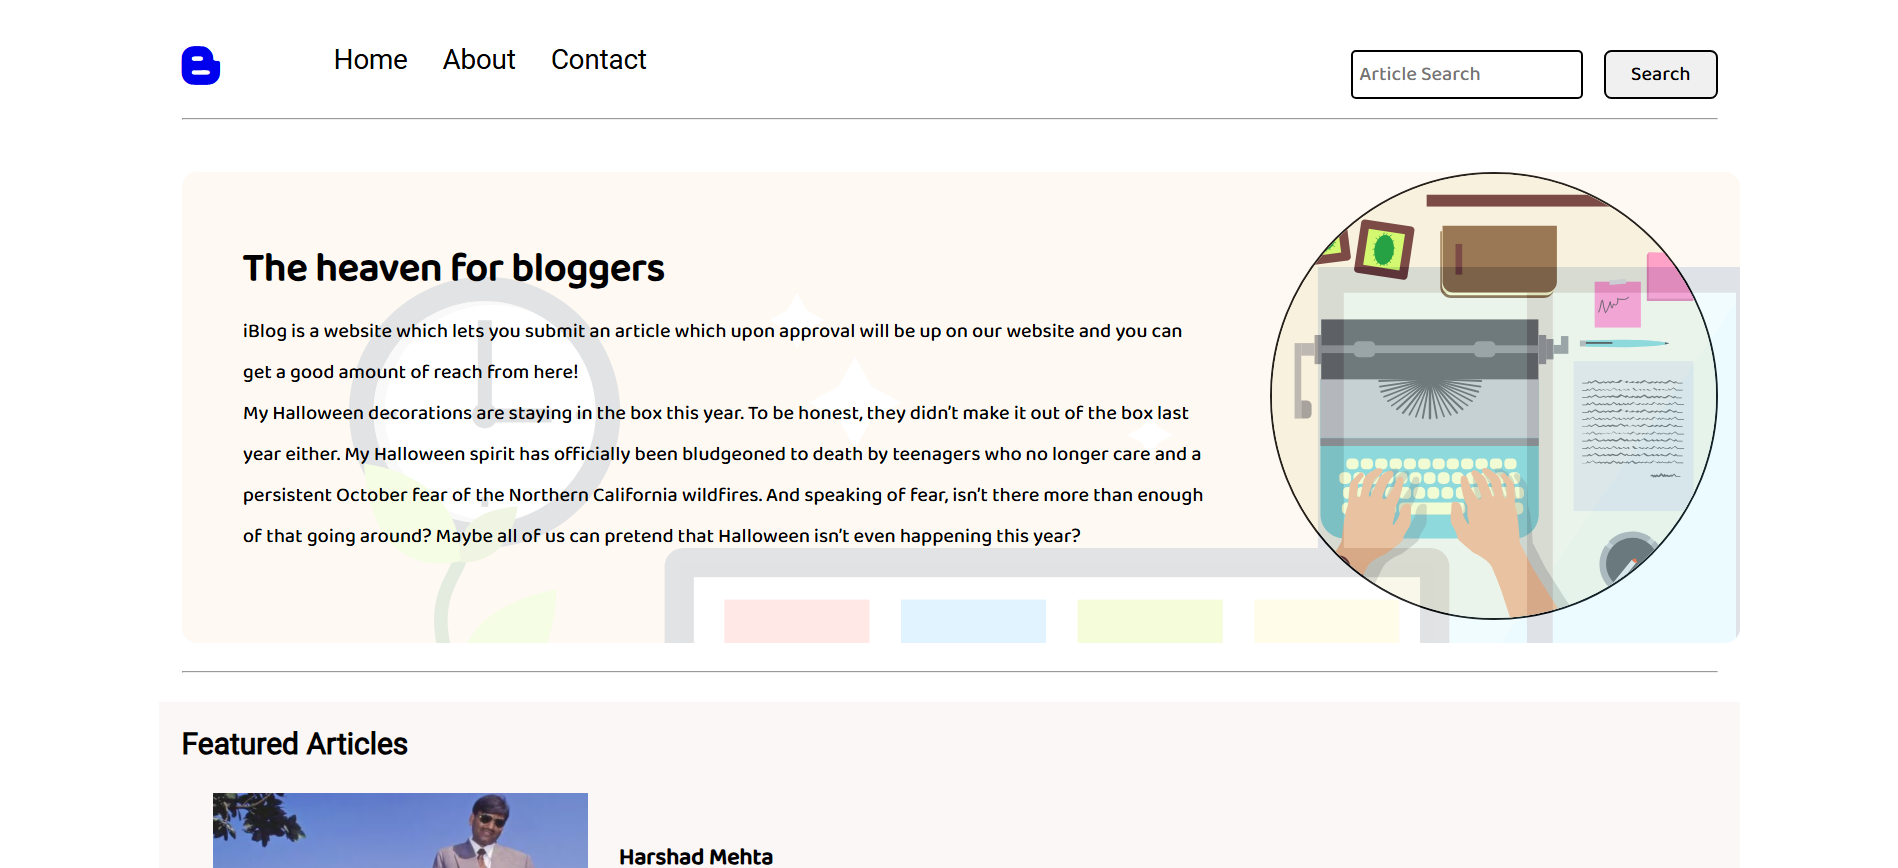 Home About Contact
Article Search Search
The heaven for bloggers
iBlog is a website which lets you submit an article which upon approval will be up on our website and you can
get a good amount of reach from here!
My Halloween decorations are staying in the box this year. To be honest, they didn't make it out of the box last
year either. My Halloween spirit has officially been bludgeoned to death by teenagers who no longer care and a
persistent October fear of the Northern California wildfires. And speaking of fear, isn't there more than enough
of that going around? Maybe all of us can pretend that Halloween isn't even happening this year?
Featured Articles
Harshad Mehta